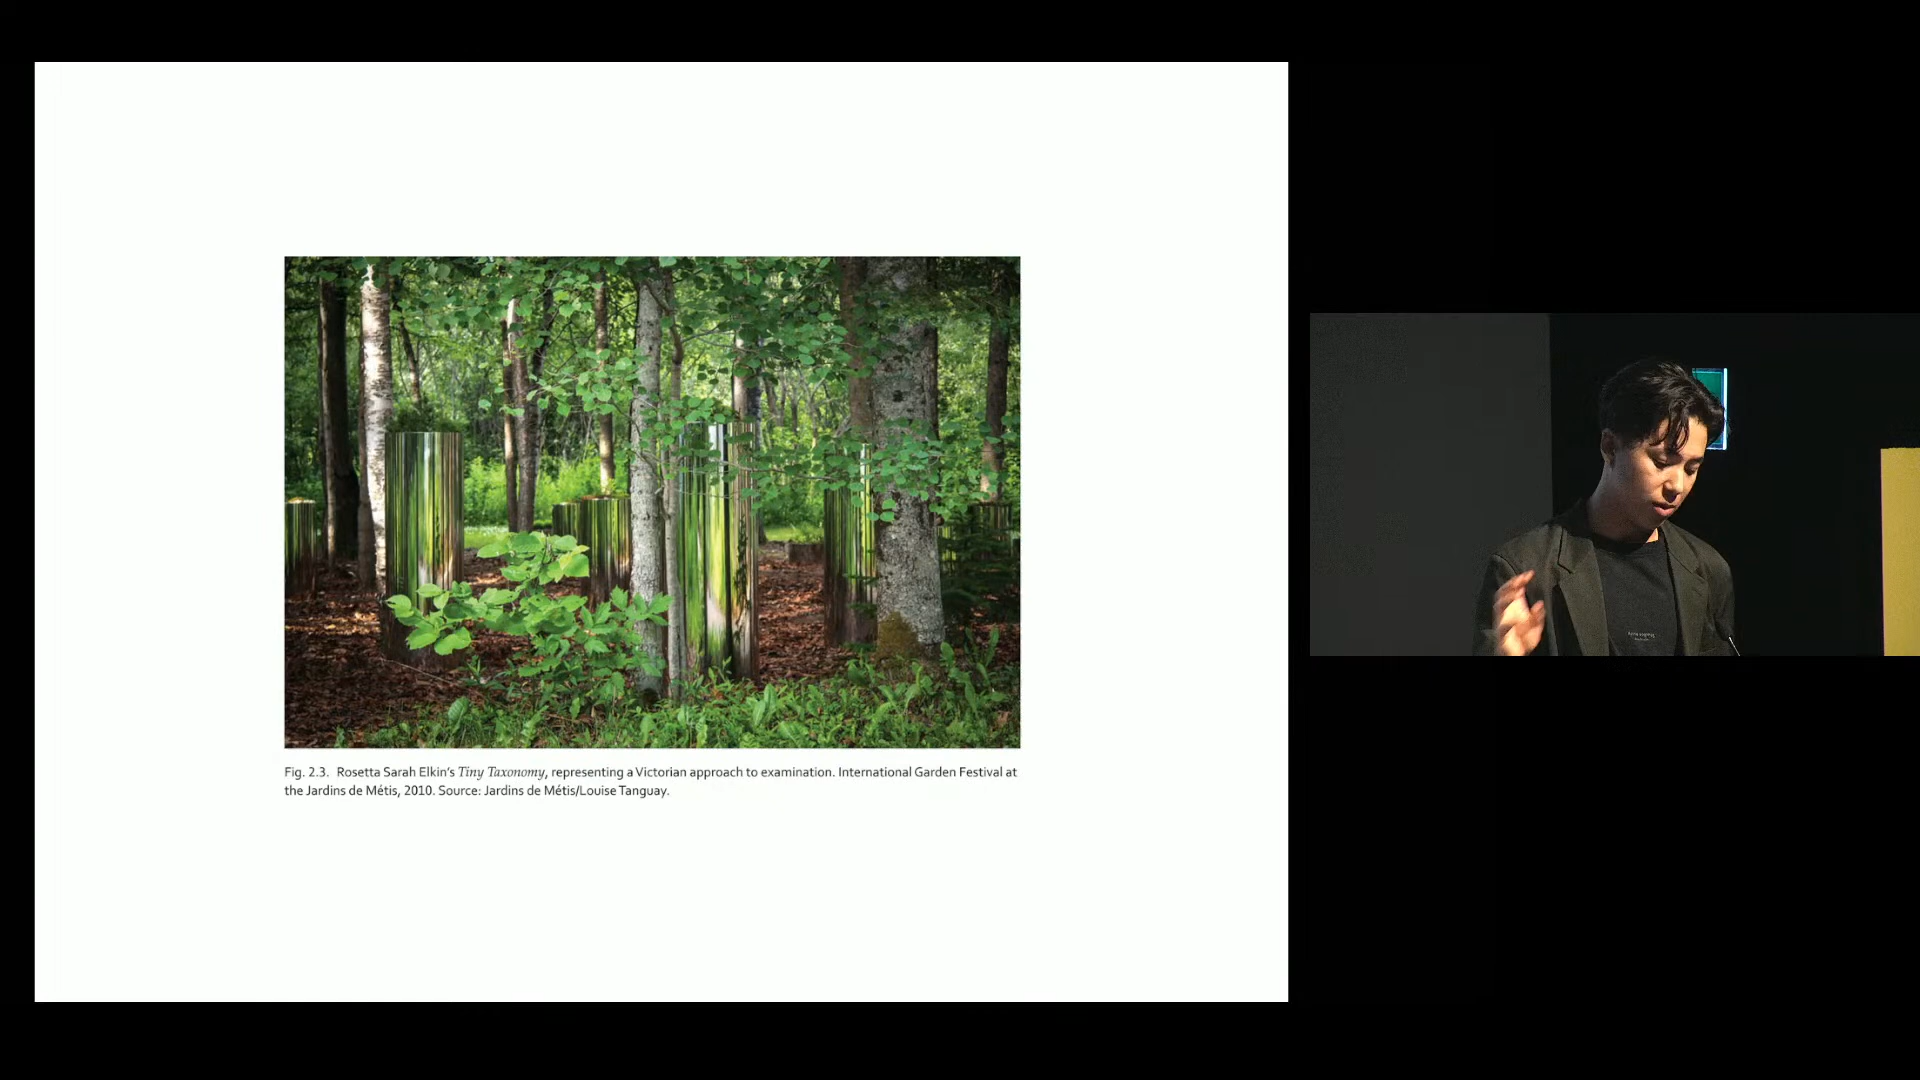 Fig. 2.3. Rosetta Sarah Elkin's Tiny Taxonomy, representing a Victorian approach to examination. International Garden Festival at
the Jardins de Métis, 2010. Source: Jardins de Métis/Louise Tanguay.